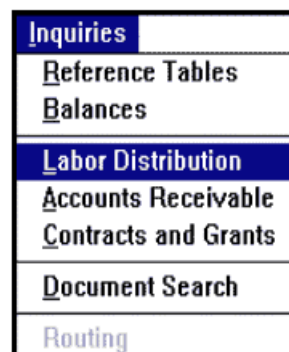 Inquiries
Reference Tables
Balances
Labor Distribution
Accounts Receivable
Contracts and Grants
Document Search
Routing